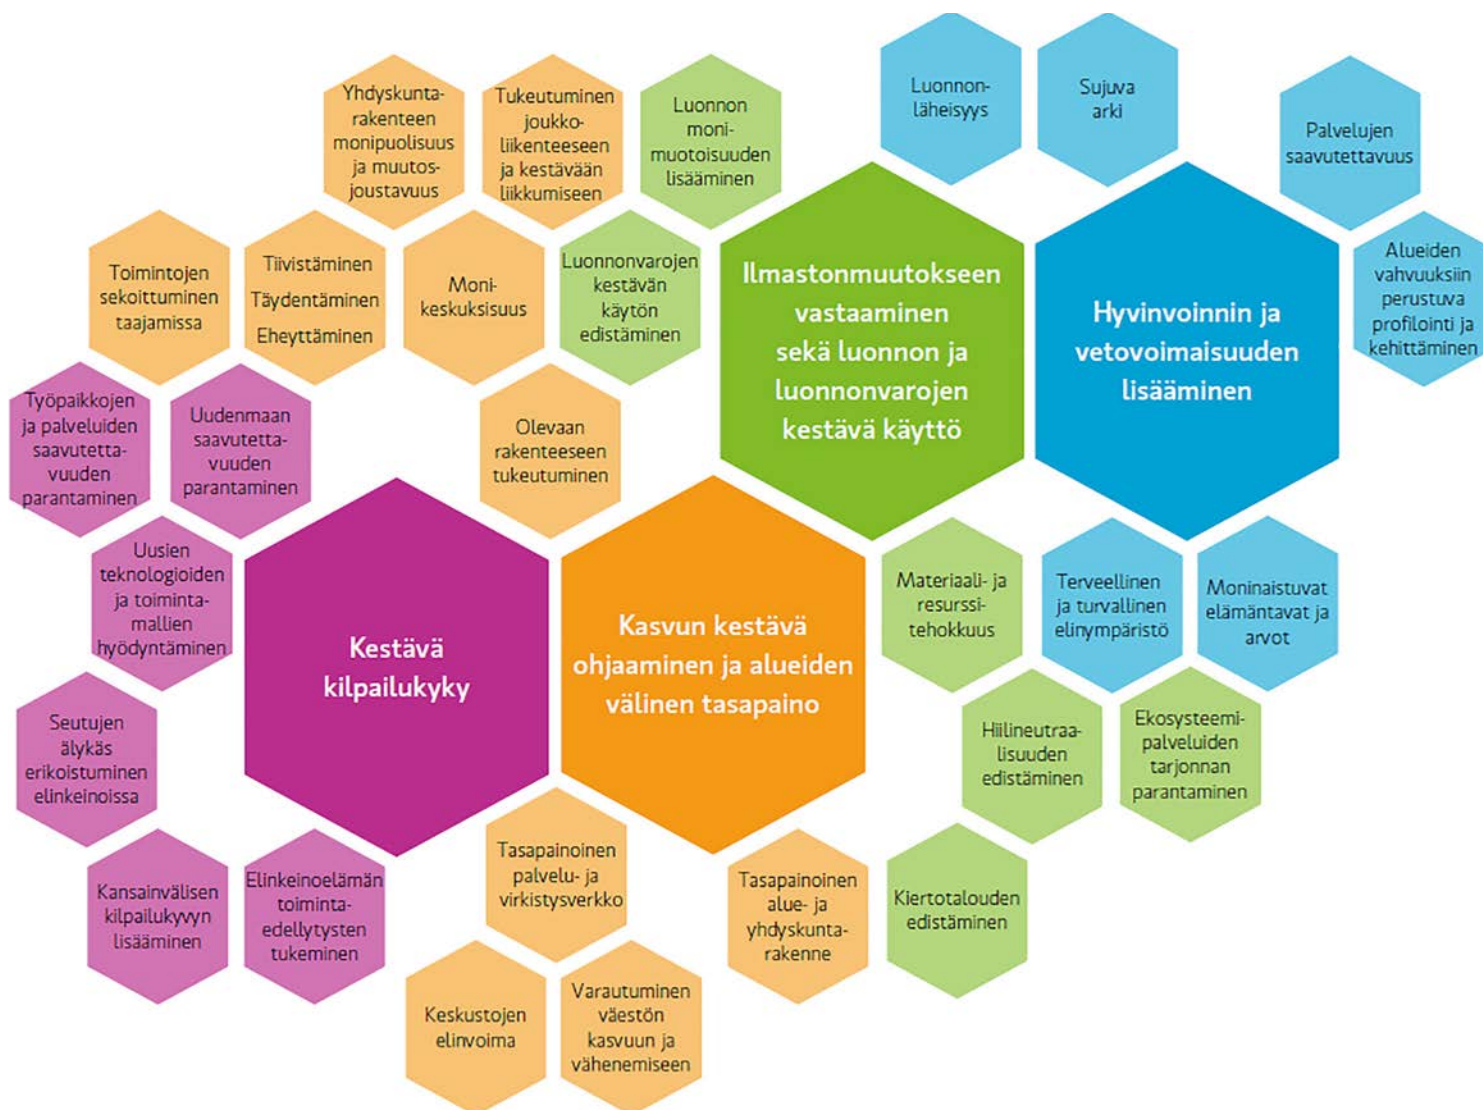 Luonnon-
läheisyys
Sujuva
arki
Palvelujen
saavutettavuus
Yhdyskunta-
rakenteen
monipuolisuus
ja muutos-
joustavuus
Tukeutuminen
joukko-
liikenteeseen
ja kestävään
liikkumiseen
Luonnon
moni-
muotoisuuden
lisääminen
Toimintojen
sekoittuminen
taajamissa
Tiivistäminen
Täydentäminen
Eheyttäminen
Moni-
keskuksisuus
Luonnonvarojen
kestävän
käytön
edistäminen
Ilmastonmuutokseen
vastaaminen
sekä luonnon ja
luonnonvarojen
kestävä käyttö
Hyvinvoinnin ja
vetovoimaisuuden
lisääminen
Alueiden
vahvuuksiin
perustuva
profilointi ja
kehittäminen
Työpaikkojen
ja palveluiden
saavutetta-
vuuden
parantaminen
Uudenmaan
saavutetta-
vuuden
parantaminen
Olevaan
rakenteeseen
tukeutuminen
Uusien
teknologioiden
ja toiminta-
mallien
hyödyntäminen
Kestävä
kilpailukyky
Kasvun kestävä
ohjaaminen ja alueiden
välinen tasapaino
Materiaali- ja
resurssi-
tehokkuus
Terveellinen
ja turvallinen
elinympäristö
Moninaistuvat
elämäntavat ja
arvot
Seutujen
älykäs
erikoistuminen
elinkeinoissa
Hiilineutraa-
lisuuden
edistäminen
Ekosysteemi-
palveluiden
tarjonnan
parantaminen
Kansainvälisen
kilpailukyvyn
lisääminen
Elinkeinoelämän
toiminta-
edellytysten
tukeminen
Tasapainoinen
palvelu- ja
virkistysverkko
Tasapainoinen
alue- ja
yhdyskunta-
rakenne
Kiertotalouden
edistäminen
Keskustojen
elinvoima
Varautuminen
väestön
kasvuun ja
vähenemiseen